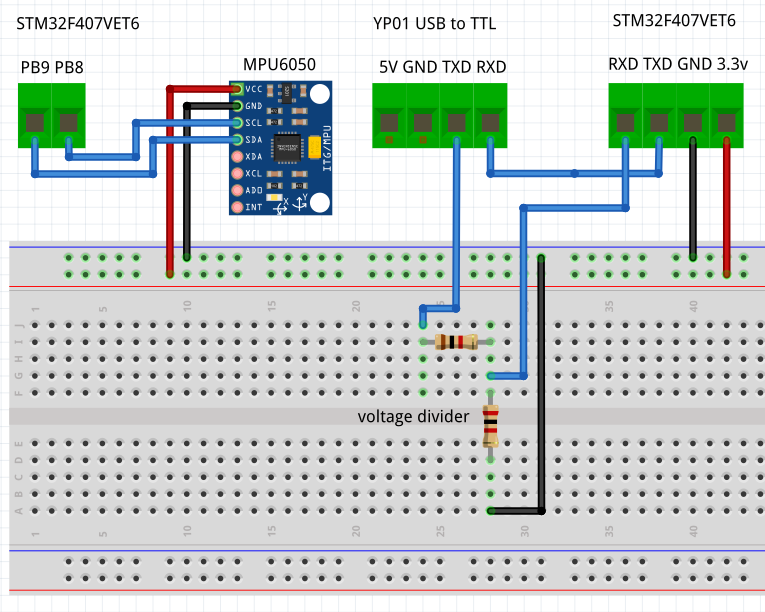 STM32F407VET6
YP01 USB to TTL
STM32F407VET6
PB9 PB8
MPU6050
5V GND TXD RXD
RXD TXD GND 3.3v
VCC
GND
SCL
SDA
XDA
XCL
ADO
INT
ITG/MPU
X
Y
1 5 10 15 20 25 30 35 40
J
I
H
G
F
voltage divider
E
D
C
B
A
1 5 10 15 20 25 30 35 40